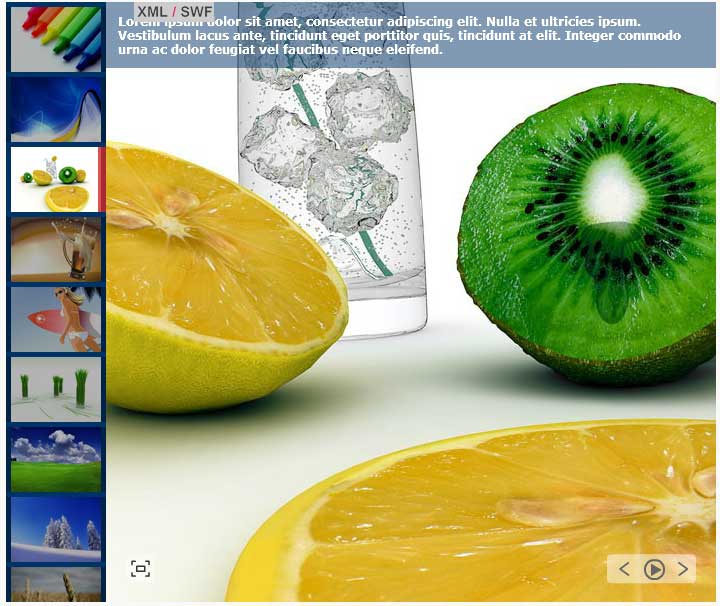 XML / SWF
Lorem ipsum dolor sit amet, consectetur adipiscing elit. Nulla et ultricies ipsum.
Vestibulum lacus ante, tincidunt eget porttitor quis, tincidunt at elit. Integer commodo
urna ac dolor feugiat vel faucibus neque eleifend.